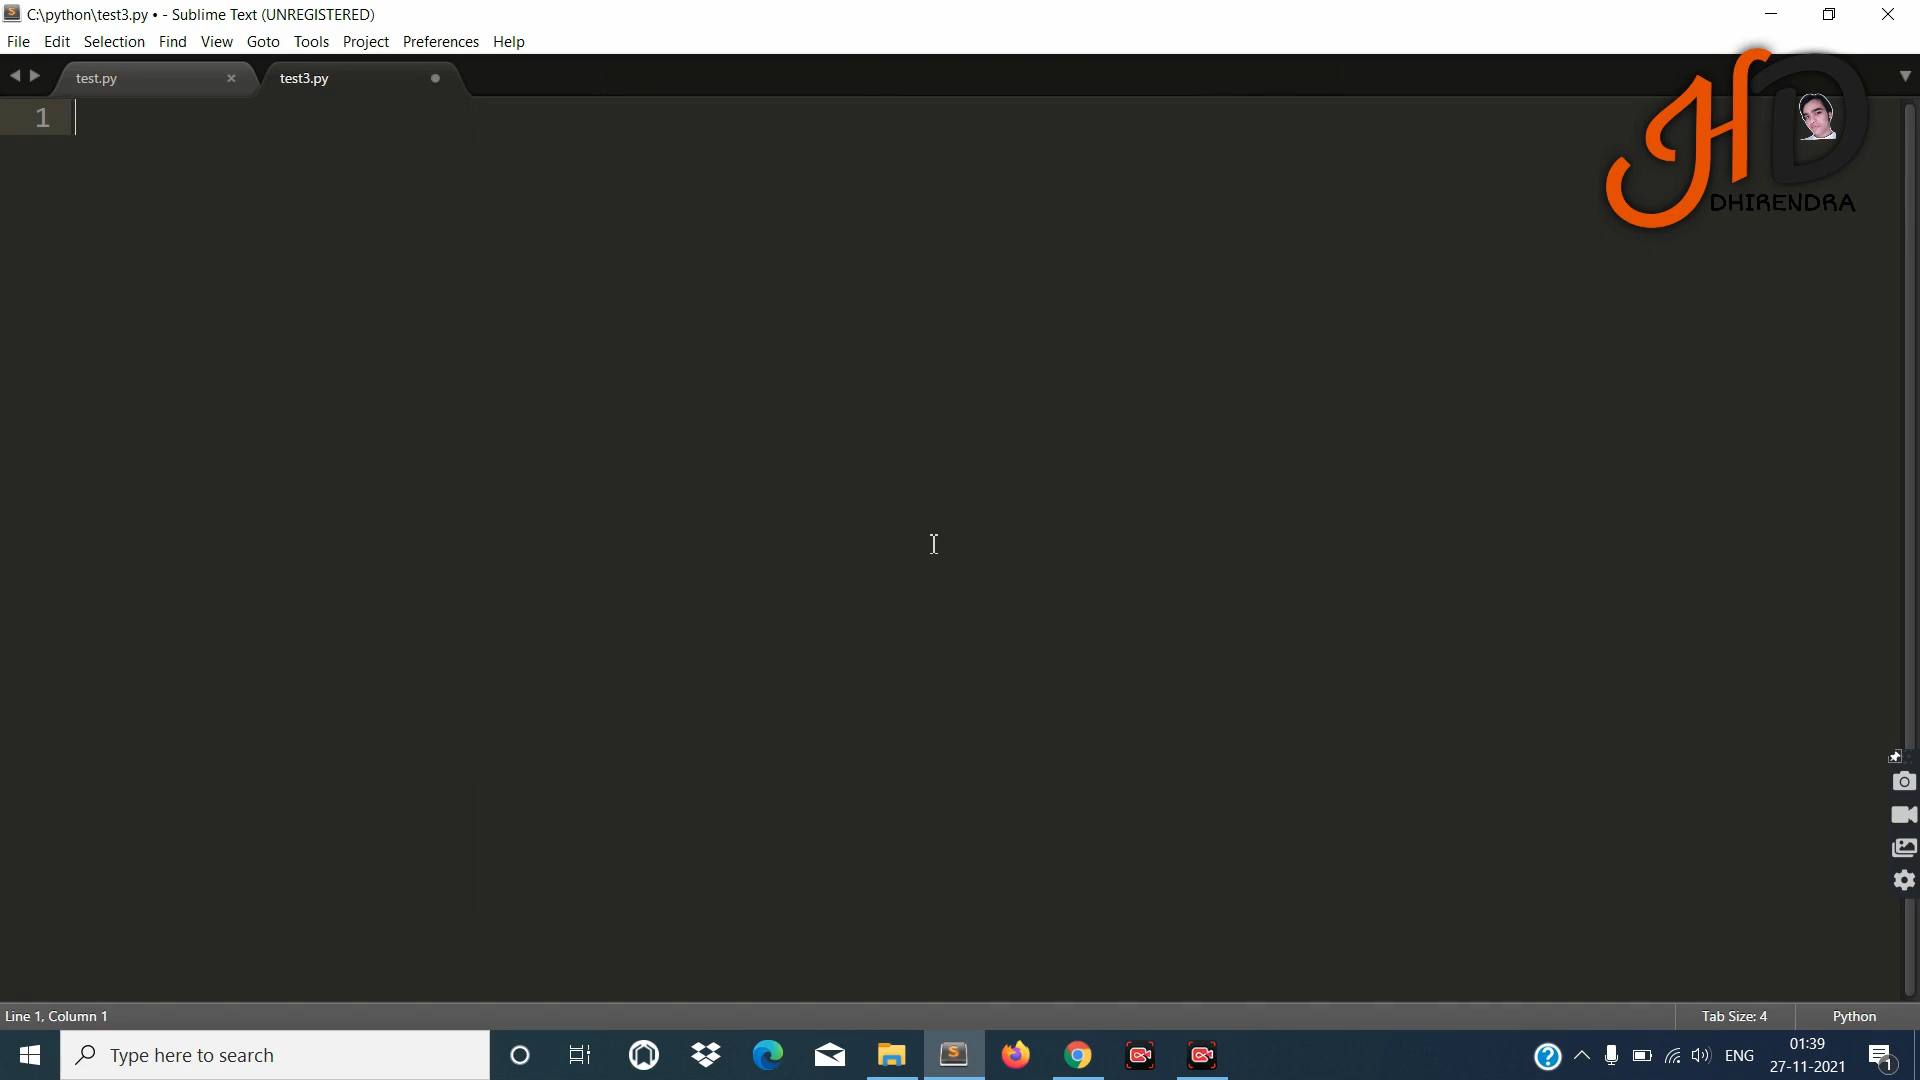 C:\python\test3.py • - Sublime Text (UNREGISTERED)
File Edit Selection Find View Goto Tools Project Preferences Help
test.py test3.py
1
DHIRENDRA
Line 1, Column 1 Tab Size: 4 Python
Type here to search
ENG 01:39
27-11-2021
1